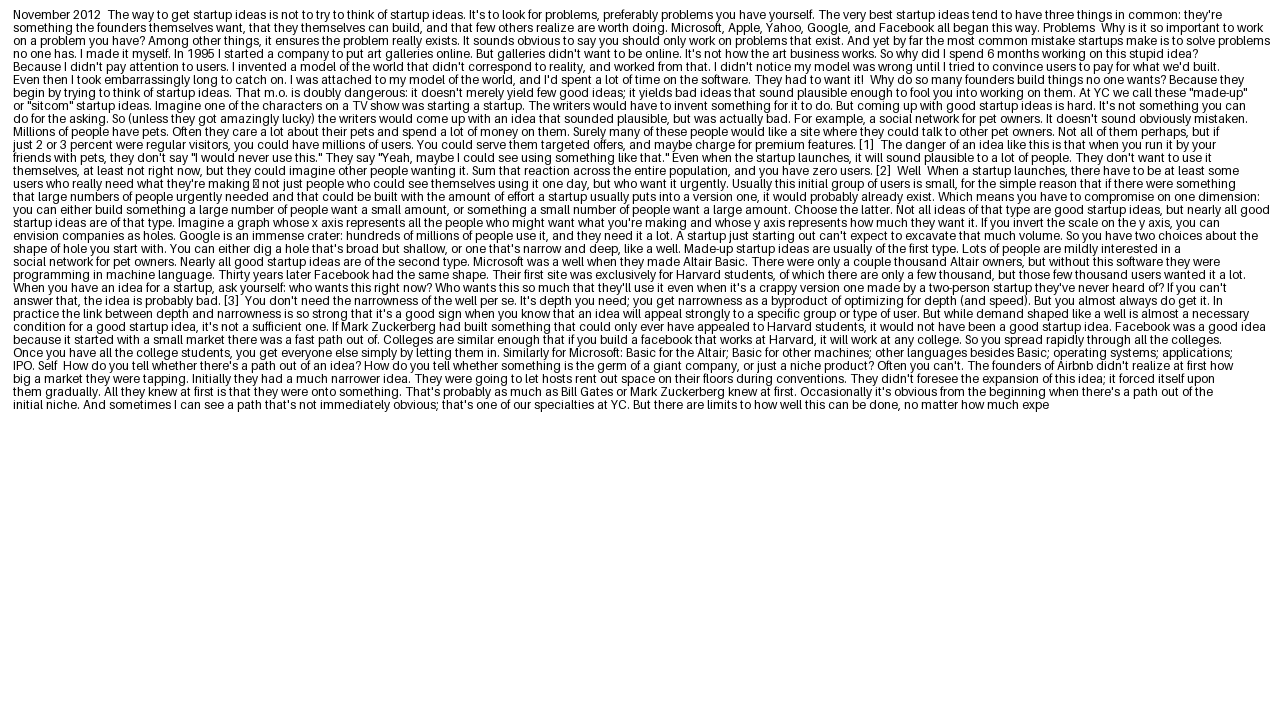 November 2012  The way to get startup ideas is not to try to think of startup ideas. It's to look for problems, preferably problems you have yourself. The very best startup ideas tend to have three things in common: they're
something the founders themselves want, that they themselves can build, and that few others realize are worth doing. Microsoft, Apple, Yahoo, Google, and Facebook all began this way. Problems  Why is it so important to work
on a problem you have? Among other things, it ensures the problem really exists. It sounds obvious to say you should only work on problems that exist. And yet by far the most common mistake startups make is to solve problems
no one has. I made it myself. In 1995 I started a company to put art galleries online. But galleries didn't want to be online. It's not how the art business works. So why did I spend 6 months working on this stupid idea?
Because I didn't pay attention to users. I invented a model of the world that didn't correspond to reality, and worked from that. I didn't notice my model was wrong until I tried to convince users to pay for what we'd built.
Even then I took embarrassingly long to catch on. I was attached to my model of the world, and I'd spent a lot of time on the software. They had to want it!  Why do so many founders build things no one wants? Because they
begin by trying to think of startup ideas. That m.o. is doubly dangerous: it doesn't merely yield few good ideas; it yields bad ideas that sound plausible enough to fool you into working on them. At YC we call these "made-up"
or "sitcom" startup ideas. Imagine one of the characters on a TV show was starting a startup. The writers would have to invent something for it to do. But coming up with good startup ideas is hard. It's not something you can
do for the asking. So (unless they got amazingly lucky) the writers would come up with an idea that sounded plausible, but was actually bad. For example, a social network for pet owners. It doesn't sound obviously mistaken.
Millions of people have pets. Often they care a lot about their pets and spend a lot of money on them. Surely many of these people would like a site where they could talk to other pet owners. Not all of them perhaps, but if
just 2 or 3 percent were regular visitors, you could have millions of users. You could serve them targeted offers, and maybe charge for premium features. [1]  The danger of an idea like this is that when you run it by your
friends with pets, they don't say "I would never use this." They say "Yeah, maybe I could see using something like that." Even when the startup launches, it will sound plausible to a lot of people. They don't want to use it
themselves, at least not right now, but they could imagine other people wanting it. Sum that reaction across the entire population, and you have zero users. [2]  Well  When a startup launches, there have to be at least some
users who really need what they're making � not just people who could see themselves using it one day, but who want it urgently. Usually this initial group of users is small, for the simple reason that if there were something
that large numbers of people urgently needed and that could be built with the amount of effort a startup usually puts into a version one, it would probably already exist. Which means you have to compromise on one dimension:
you can either build something a large number of people want a small amount, or something a small number of people want a large amount. Choose the latter. Not all ideas of that type are good startup ideas, but nearly all good
startup ideas are of that type. Imagine a graph whose x axis represents all the people who might want what you're making and whose y axis represents how much they want it. If you invert the scale on the y axis, you can
envision companies as holes. Google is an immense crater: hundreds of millions of people use it, and they need it a lot. A startup just starting out can't expect to excavate that much volume. So you have two choices about the
shape of hole you start with. You can either dig a hole that's broad but shallow, or one that's narrow and deep, like a well. Made-up startup ideas are usually of the first type. Lots of people are mildly interested in a
social network for pet owners. Nearly all good startup ideas are of the second type. Microsoft was a well when they made Altair Basic. There were only a couple thousand Altair owners, but without this software they were
programming in machine language. Thirty years later Facebook had the same shape. Their first site was exclusively for Harvard students, of which there are only a few thousand, but those few thousand users wanted it a lot.
When you have an idea for a startup, ask yourself: who wants this right now? Who wants this so much that they'll use it even when it's a crappy version one made by a two-person startup they've never heard of? If you can't
answer that, the idea is probably bad. [3]  You don't need the narrowness of the well per se. It's depth you need; you get narrowness as a byproduct of optimizing for depth (and speed). But you almost always do get it. In
practice the link between depth and narrowness is so strong that it's a good sign when you know that an idea will appeal strongly to a specific group or type of user. But while demand shaped like a well is almost a necessary
condition for a good startup idea, it's not a sufficient one. If Mark Zuckerberg had built something that could only ever have appealed to Harvard students, it would not have been a good startup idea. Facebook was a good idea
because it started with a small market there was a fast path out of. Colleges are similar enough that if you build a facebook that works at Harvard, it will work at any college. So you spread rapidly through all the colleges.
Once you have all the college students, you get everyone else simply by letting them in. Similarly for Microsoft: Basic for the Altair; Basic for other machines; other languages besides Basic; operating systems; applications;
IPO. Self  How do you tell whether there's a path out of an idea? How do you tell whether something is the germ of a giant company, or just a niche product? Often you can't. The founders of Airbnb didn't realize at first how
big a market they were tapping. Initially they had a much narrower idea. They were going to let hosts rent out space on their floors during conventions. They didn't foresee the expansion of this idea; it forced itself upon
them gradually. All they knew at first is that they were onto something. That's probably as much as Bill Gates or Mark Zuckerberg knew at first. Occasionally it's obvious from the beginning when there's a path out of the
initial niche. And sometimes I can see a path that's not immediately obvious; that's one of our specialties at YC. But there are limits to how well this can be done, no matter how much expe